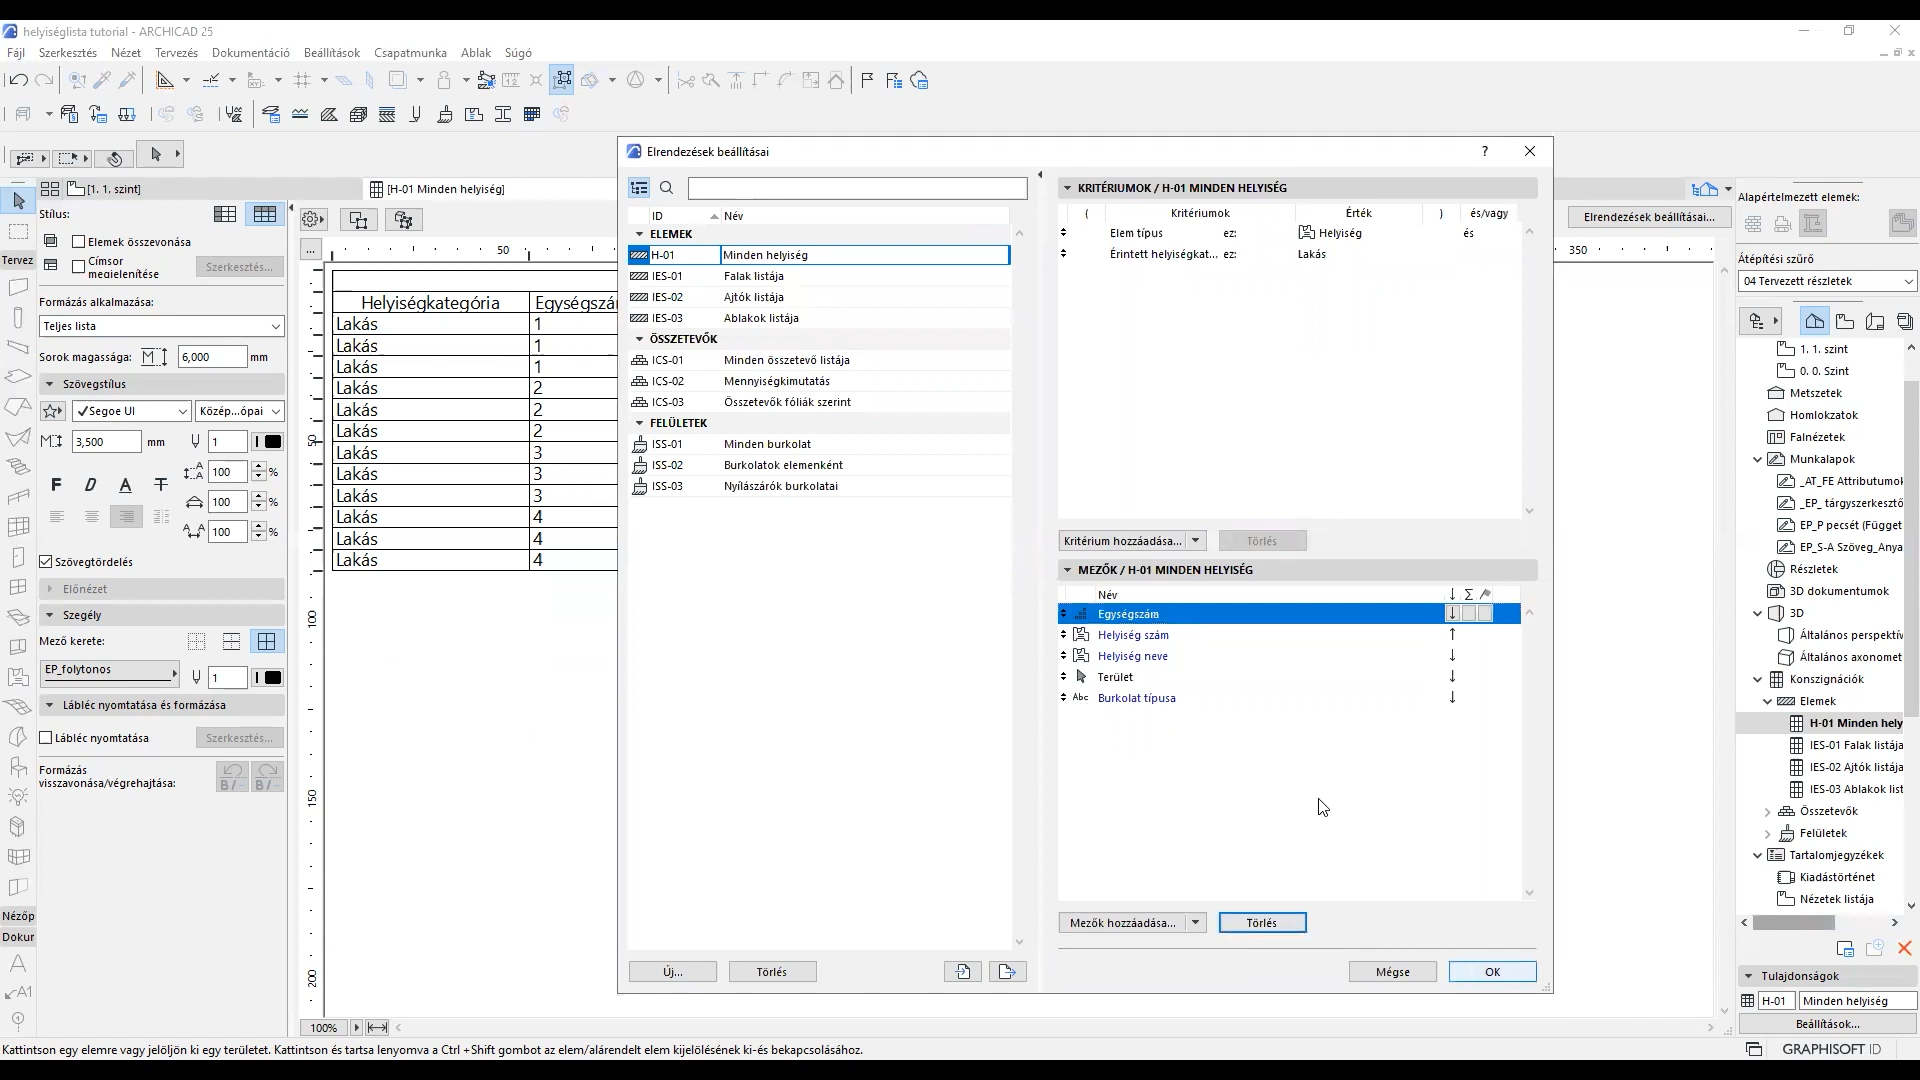 helyiséglista tutorial - ARCHICAD 25
Fájl Szerkesztés Nézet Tervezés Dokumentáció Beállítások Csapatmunka Ablak Súgó
[1. 1. szint]
[H-01 Minden helyiség]
Stílus:
Elemek összevonása
Címsor megjelenítése
Szerkesztés...
Formázás alkalmazása:
Teljes lista
Sorok magassága: 6,000 mm
Szövegstílus
Segoe UI Közép...ópai
3,500 mm 1
100 %
100 %
100 %
Szövegtördelés
Előnézet
Szegély
Mező kerete:
EP_folytonos 1
Lábléc nyomtatása és formázása
Lábléc nyomtatása Szerkesztés...
Formázás visszavonása/végrehajtása:
Tervez
Nézőp
Dokur
50
50
100
150
200
350
Helyiségkategória Egységszá
Lakás 1
Lakás 1
Lakás 1
Lakás 2
Lakás 2
Lakás 2
Lakás 3
Lakás 3
Lakás 3
Lakás 4
Lakás 4
Lakás 4
100%
Elrendezések beállításai
ID Név
ELEMEK
H-01 Minden helyiség
IES-01 Falak listája
IES-02 Ajtók listája
IES-03 Ablakok listája
ÖSSZETEVŐK
ICS-01 Minden összetevő listája
ICS-02 Mennyiségkimutatás
ICS-03 Összetevők fóliák szerint
FELÜLETEK
ISS-01 Minden burkolat
ISS-02 Burkolatok elemenként
ISS-03 Nyílászárók burkolatai
Új... Törlés
KRITÉRIUMOK / H-01 MINDEN HELYISÉG
( Kritériumok Érték ) és/vagy
Elem típus ez: Helyiség és
Érintett helyiségkat... ez: Lakás
Kritérium hozzáadása... Törlés
MEZŐK / H-01 MINDEN HELYISÉG
Név ↓ Σ
Egységszám ↓
Helyiség szám ↑
Helyiség neve ↓
Terület ↓
Abc Burkolat típusa ↓
Mezők hozzáadása... Törlés
Mégse OK
Elrendezések beállításai...
Alapértelmezett elemek:
Átépítési szűrő
04 Tervezett részletek
1. 1. szint
0. 0. Szint
Metszetek
Homlokzatok
Falnézetek
Munkalapok
_AT_FE Attributumok
_EP_ tárgyszerkesztő
EP_P pecsét (Függet
EP_S-A Szöveg_Anya
Részletek
3D dokumentumok
3D
Általános perspektív
Általános axonomet
Konszignációk
Elemek
H-01 Minden hely
IES-01 Falak listája
IES-02 Ajtók listája
IES-03 Ablakok list
Összetevők
Felületek
Tartalomjegyzékek
Kiadástörténet
Nézetek listája
Tulajdonságok
H-01 Minden helyiség
Beállítások...
Kattintson egy elemre vagy jelöljön ki egy területet. Kattintson és tartsa lenyomva a Ctrl +Shift gombot az elem/alárendelt elem kijelölésének ki-és bekapcsolásához.
GRAPHISOFT ID